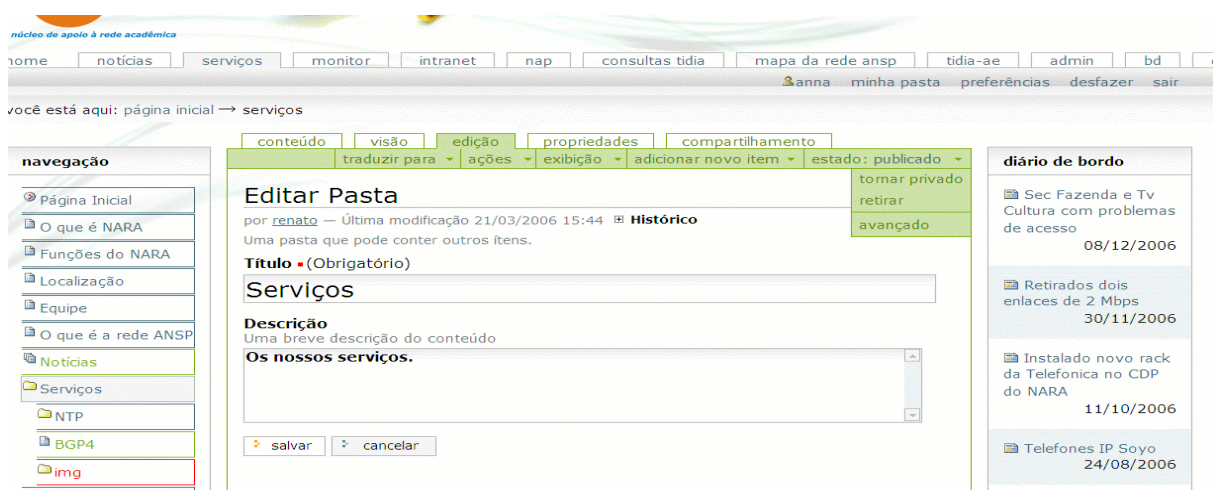 núcleo de apoio à rede acadêmica
home notícias serviços monitor intranet nap consultas tidia mapa da rede ansp tidia-ae admin bd
anna minha pasta preferências desfazer sair
você está aqui: página inicial → serviços
navegação
Página Inicial
O que é NARA
Funções do NARA
Localização
Equipe
O que é a rede ANSP
Notícias
Serviços
NTP
BGP4
img
conteúdo visão edição propriedades compartilhamento
traduzir para ações exibição adicionar novo item estado: publicado
tornar privado
retirar
avançado
Editar Pasta
por renato — Última modificação 21/03/2006 15:44 Histórico
Uma pasta que pode conter outros ítens.
Título (Obrigatório)
Serviços
Descrição
Uma breve descrição do conteúdo
Os nossos serviços.
salvar cancelar
diário de bordo
Sec Fazenda e Tv
Cultura com problemas
de acesso
08/12/2006
Retirados dois
enlaces de 2 Mbps
30/11/2006
Instalado novo rack
da Telefonica no CDP
do NARA
11/10/2006
Telefones IP Soyo
24/08/2006